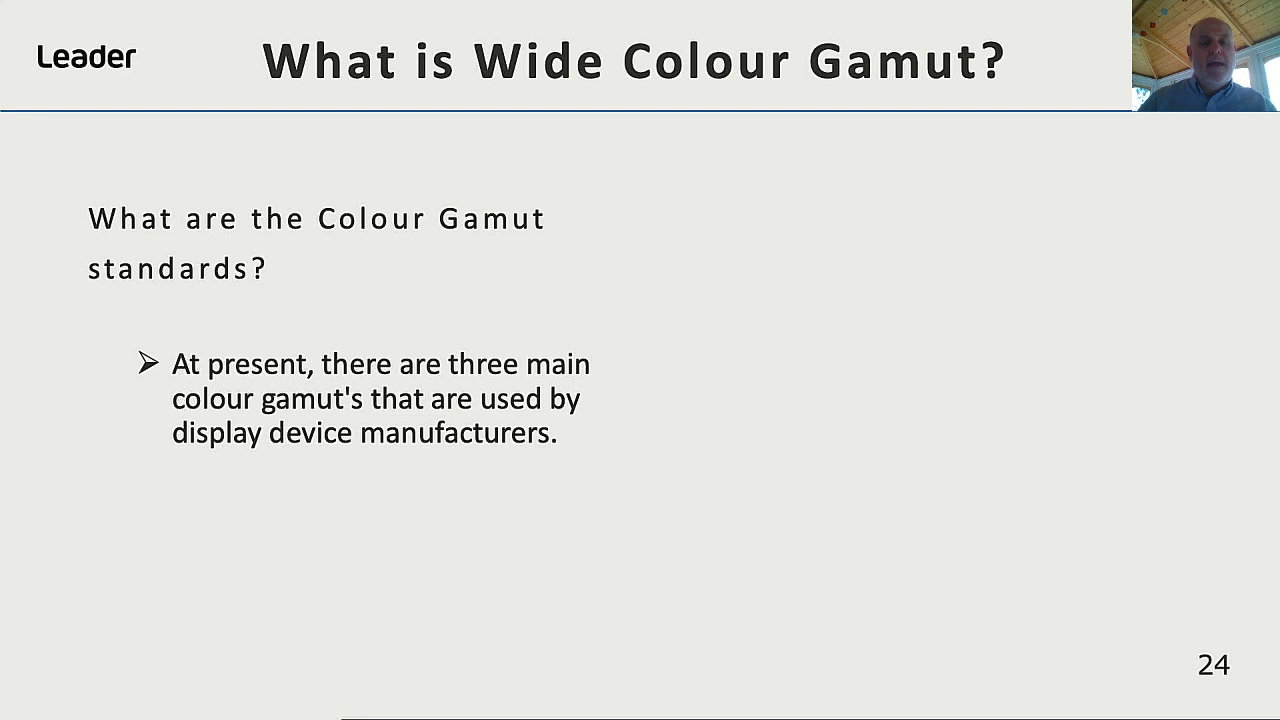 Leader
What is Wide Colour Gamut?
What are the Colour Gamut
standards?
At present, there are three main
colour gamut's that are used by
display device manufacturers.
24